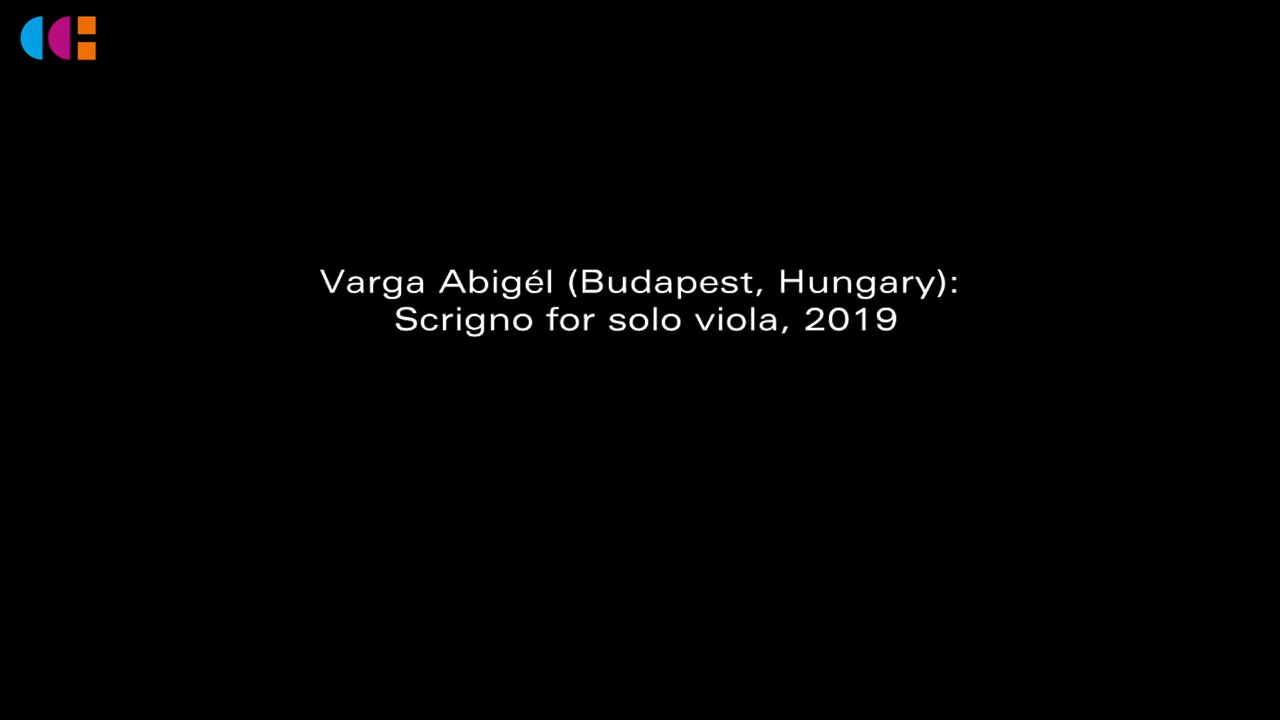 Varga Abigél (Budapest, Hungary):
Scrigno for solo viola, 2019